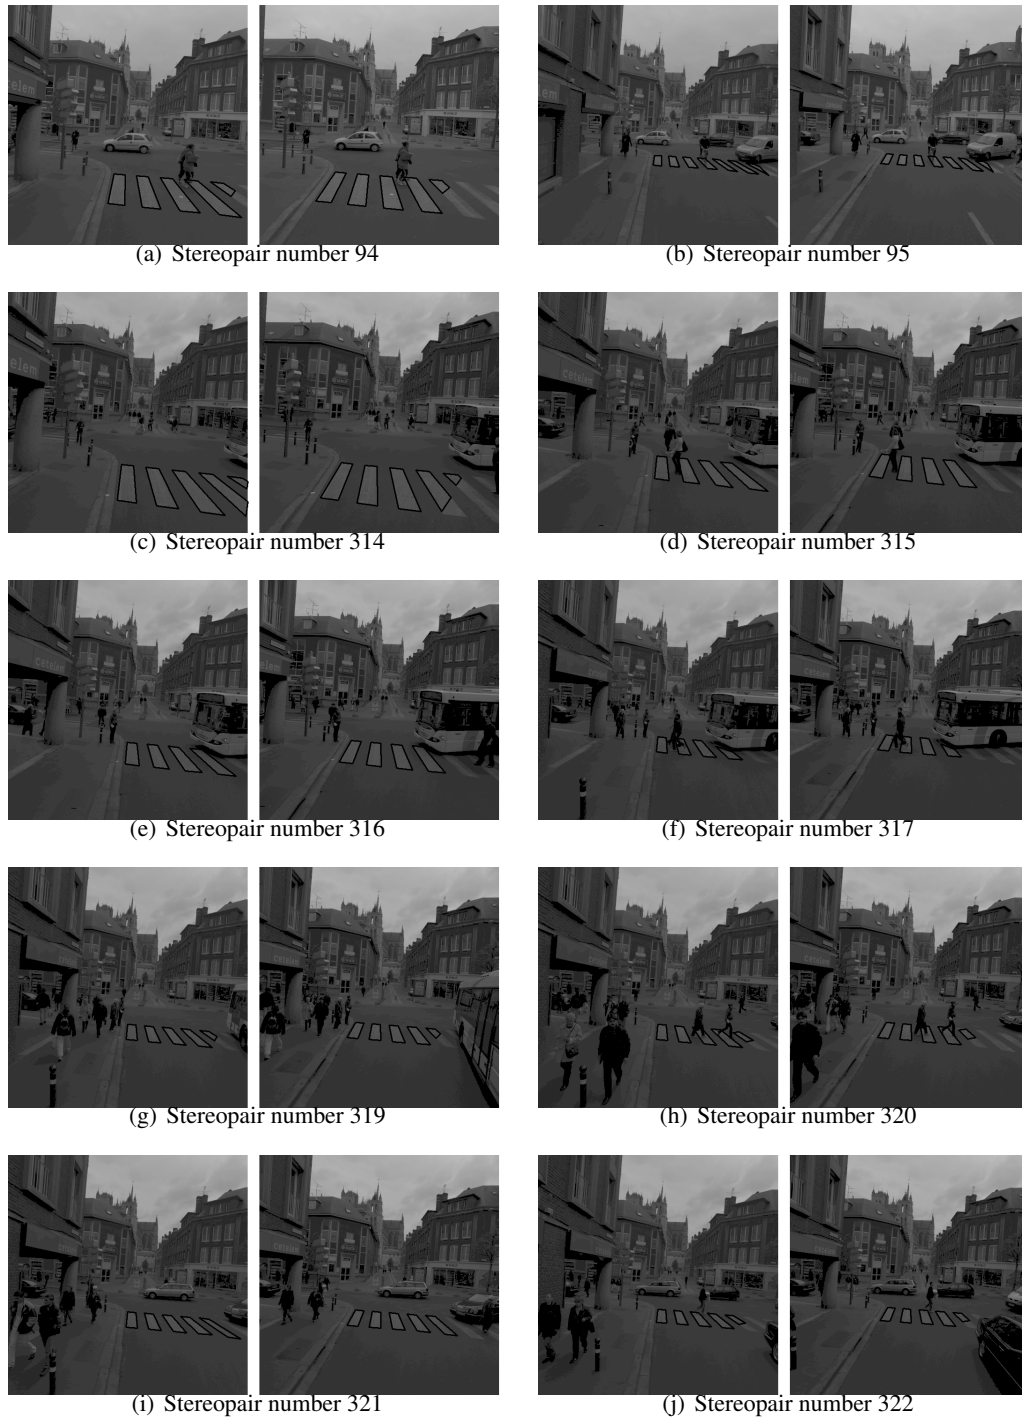 (a) Stereopair number 94
(b) Stereopair number 95
(c) Stereopair number 314
(d) Stereopair number 315
cetelem
(e) Stereopair number 316
(f) Stereopair number 317
(g) Stereopair number 319
(h) Stereopair number 320
(i) Stereopair number 321
(j) Stereopair number 322